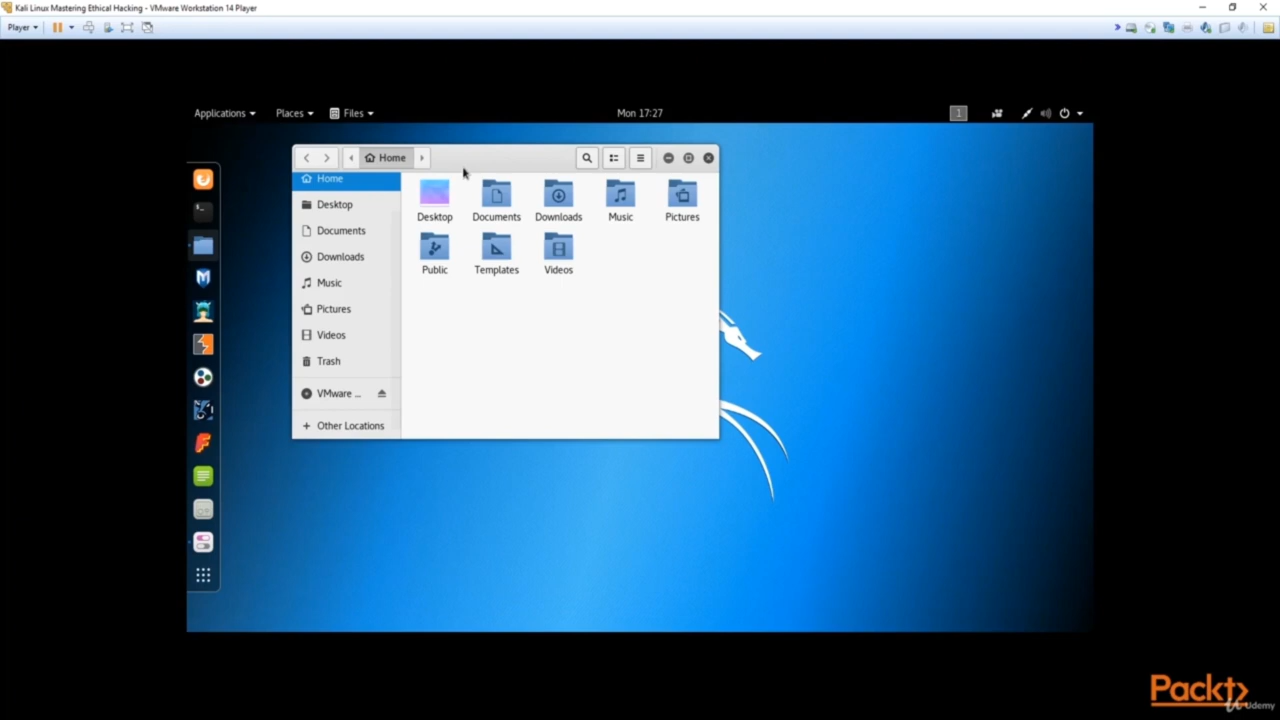 Kali Linux Mastering Ethical Hacking - VMware Workstation 14 Player
Player
Applications Places Files Mon 17:27 1
Home
Home
Desktop
Documents
Downloads
Music
Pictures
Videos
Trash
VMware ...
Other Locations
Desktop Documents Downloads Music Pictures
Public Templates Videos
Packt
Udemy